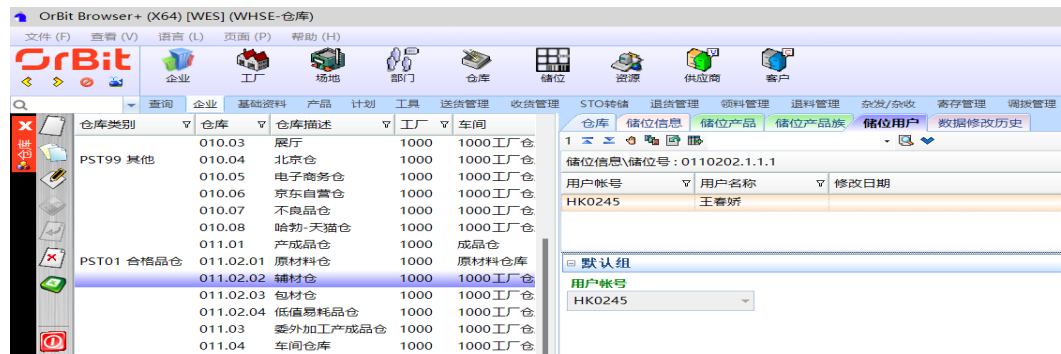 OrBit Browser+ (X64) [WES] (WHSE-仓库)
文件 (F) 查看 (V) 语言 (L) 页面 (P) 帮助 (H)
OrBit
企业 工厂 场地 部门 仓库 储位 资源 供应商 客户
查询 企业 基础资料 产品 计划 工具 送货管理 收货管理 STO转储 退货管理 领料管理 退料管理 杂发/杂收 寄存管理 调拨管理
仓库
仓库类别 仓库 仓库描述 工厂 车间
010.03 展厅 1000 1000工厂仓
PST99 其他 010.04 北京仓 1000 1000工厂仓
010.05 电子商务仓 1000 1000工厂仓
010.06 京东自营仓 1000 1000工厂仓
010.07 不良品仓 1000 1000工厂仓
010.08 哈勃-天猫仓 1000 1000工厂仓
011.01 产成品仓 1000 成品仓
PST01 合格品仓 011.02.01 原材料仓 1000 原材料仓库
011.02.02 辅材仓 1000 1000工厂仓
011.02.03 包材仓 1000 1000工厂仓
011.02.04 低值易耗品仓 1000 1000工厂仓
011.03 委外加工产成品仓 1000 1000工厂仓
011.04 车间仓库 1000 1000工厂仓
仓库 储位信息 储位产品 储位产品族 储位用户 数据修改历史
1
储位信息\储位号 : 0110202.1.1.1
用户帐号 用户名称 修改日期
HK0245 王春娇
默认组
用户帐号
HK0245